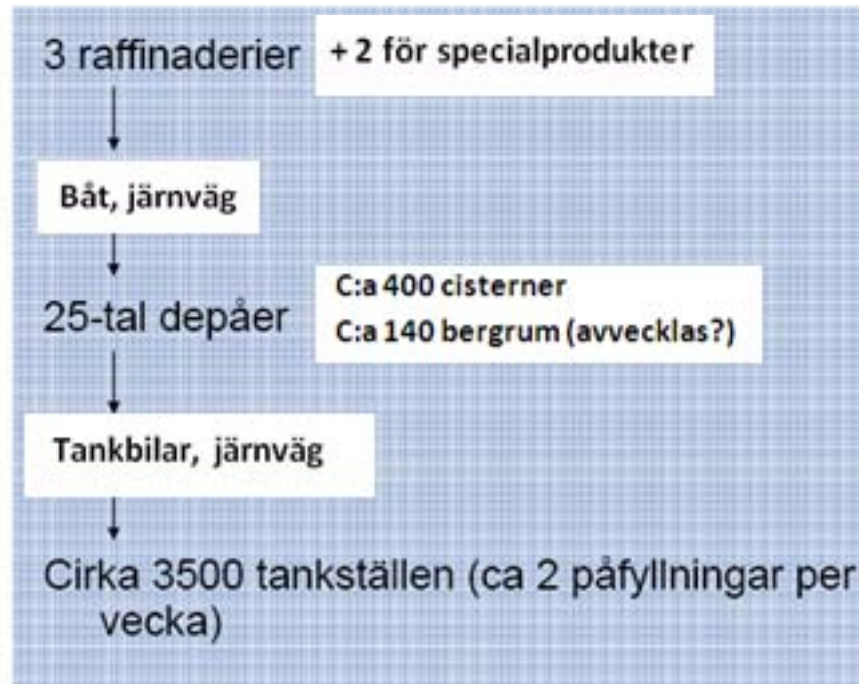 3 raffinaderier
+ 2 för specialprodukter
Båt, järnväg
25-tal depåer
C:a 400 cisterner
C:a 140 bergrum (avvecklas?)
Tankbilar, järnväg
Cirka 3500 tankställen (ca 2 påfyllningar per
vecka)